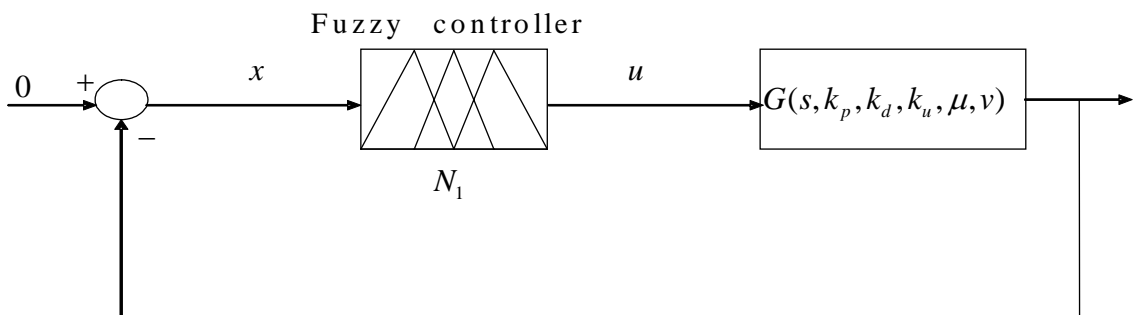 Fuzzy controller
0 + x u G(s, k_p, k_d, k_u, μ, v)
−
N_1